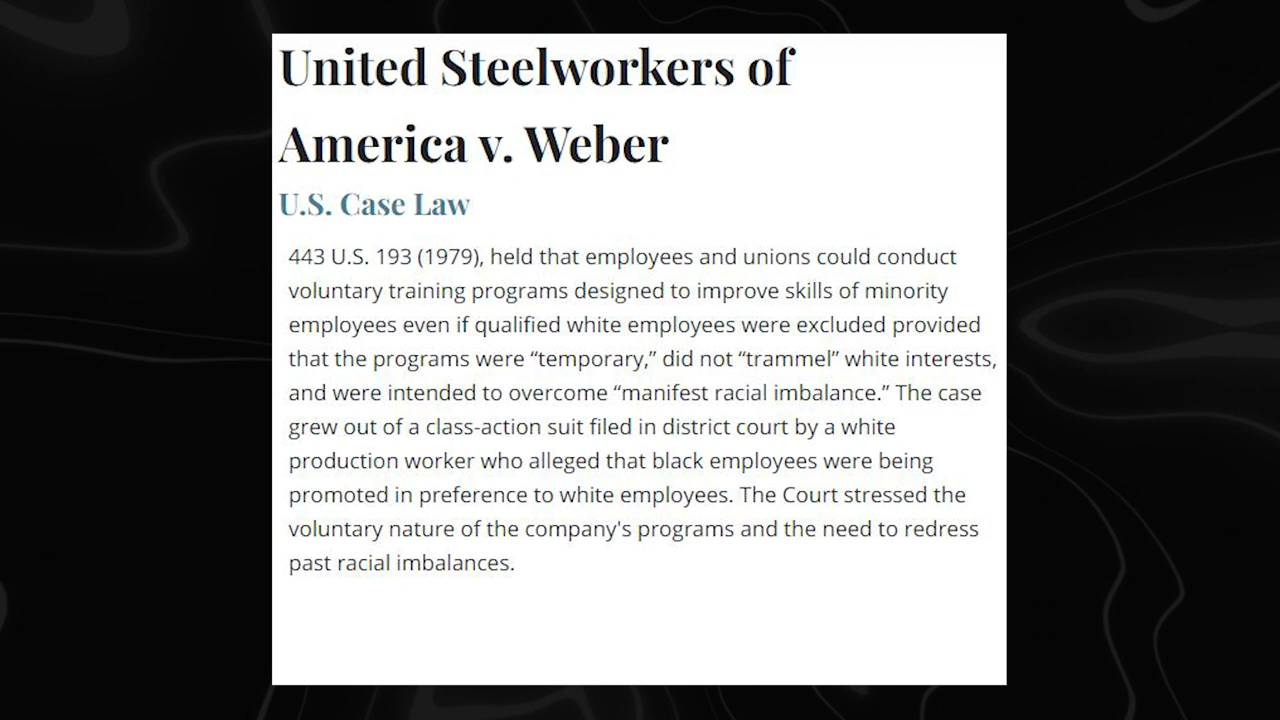 United Steelworkers of
America v. Weber
U.S. Case Law
443 U.S. 193 (1979), held that employees and unions could conduct
voluntary training programs designed to improve skills of minority
employees even if qualified white employees were excluded provided
that the programs were “temporary,” did not “trammel” white interests,
and were intended to overcome “manifest racial imbalance.” The case
grew out of a class-action suit filed in district court by a white
production worker who alleged that black employees were being
promoted in preference to white employees. The Court stressed the
voluntary nature of the company's programs and the need to redress
past racial imbalances.